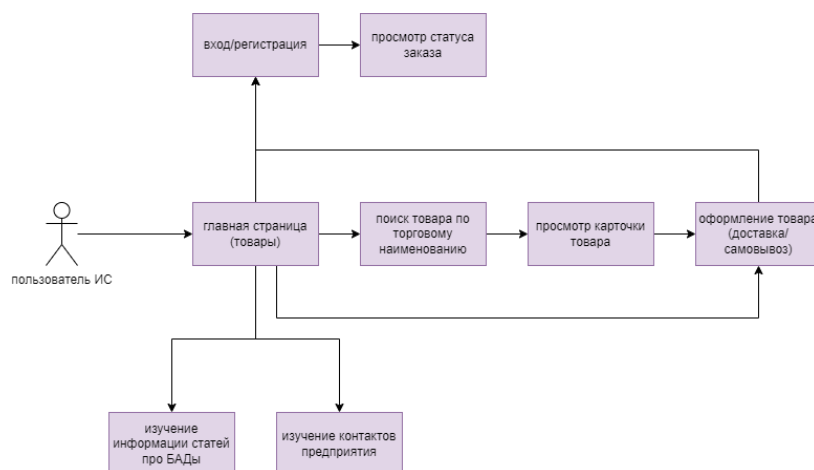 вход/регистрация
просмотр статуса
заказа
главная страница
(товары)
поиск товара по
торговому
наименованию
просмотр карточки
товара
оформление товара
(доставка/
самовывоз)
пользователь ИС
изучение
информации статей
про БАДы
изучение контактов
предприятия